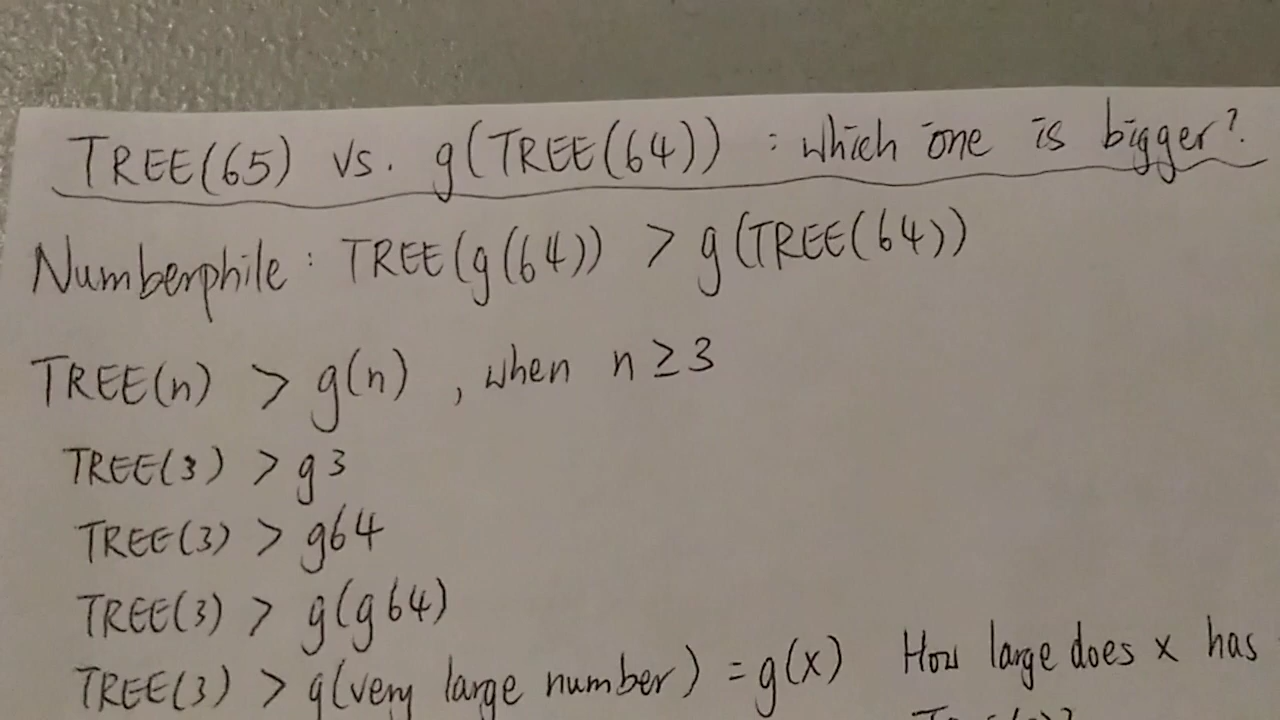 TREE(65) vs. g(TREE(64)) : which one is bigger?
Numberphile : TREE(g(64)) > g(TREE(64))
TREE(n) > g(n) , when n ≥ 3
TREE(3) > g3
TREE(3) > g64
TREE(3) > g(g64)
TREE(3) > g(very large number) = g(x) How large does x has